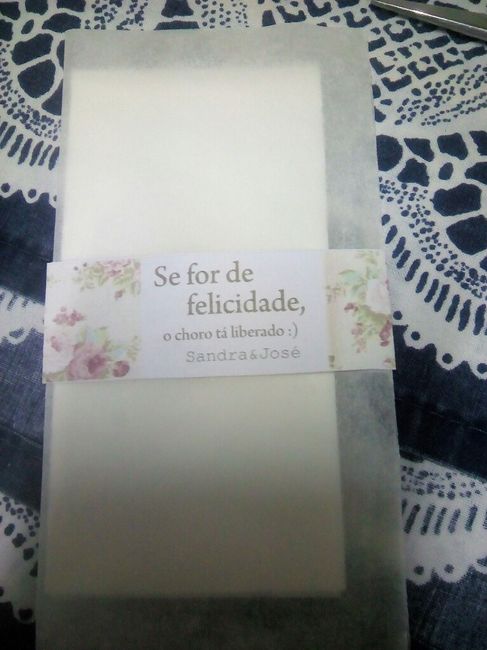 Se for de
felicidade,
o choro tá liberado :)
Sandra&José